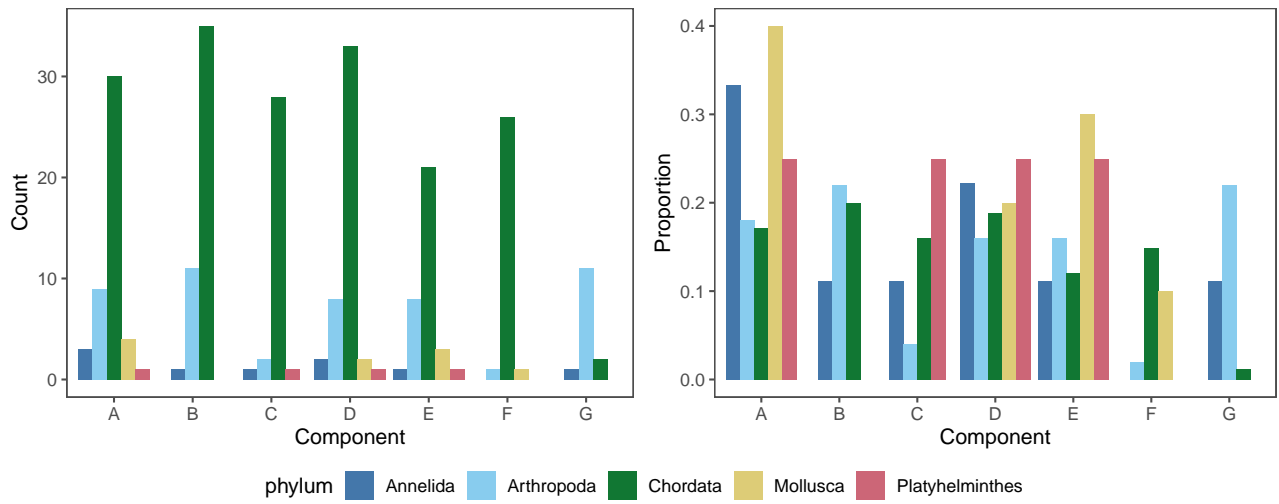 Count
30
20
10
0
A B C D E F G
Component
Proportion
0.4
0.3
0.2
0.1
0.0
A B C D E F G
Component
phylum Annelida Arthropoda Chordata Mollusca Platyhelminthes